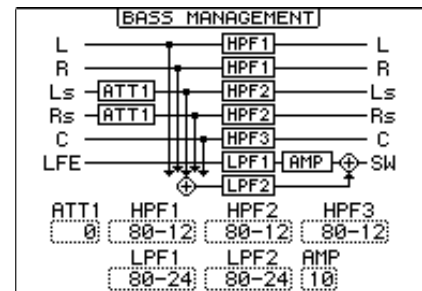 BASS MANAGEMENT
L HPF1 L
R HPF1 R
Ls ATT1 HPF2 Ls
Rs ATT1 HPF2 Rs
C HPF3 C
LFE LPF1 AMP SW
LPF2
ATT1 HPF1 HPF2 HPF3
0 80-12 80-12 80-12
LPF1 LPF2 AMP
80-24 80-24 10